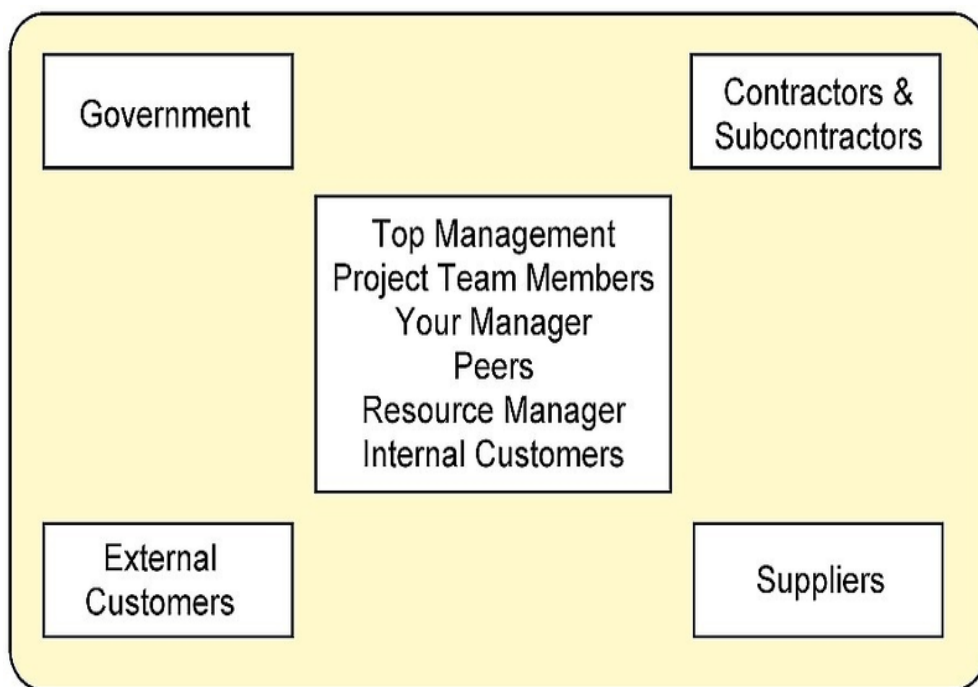 Government
Contractors &
Subcontractors
Top Management
Project Team Members
Your Manager
Peers
Resource Manager
Internal Customers
External
Customers
Suppliers